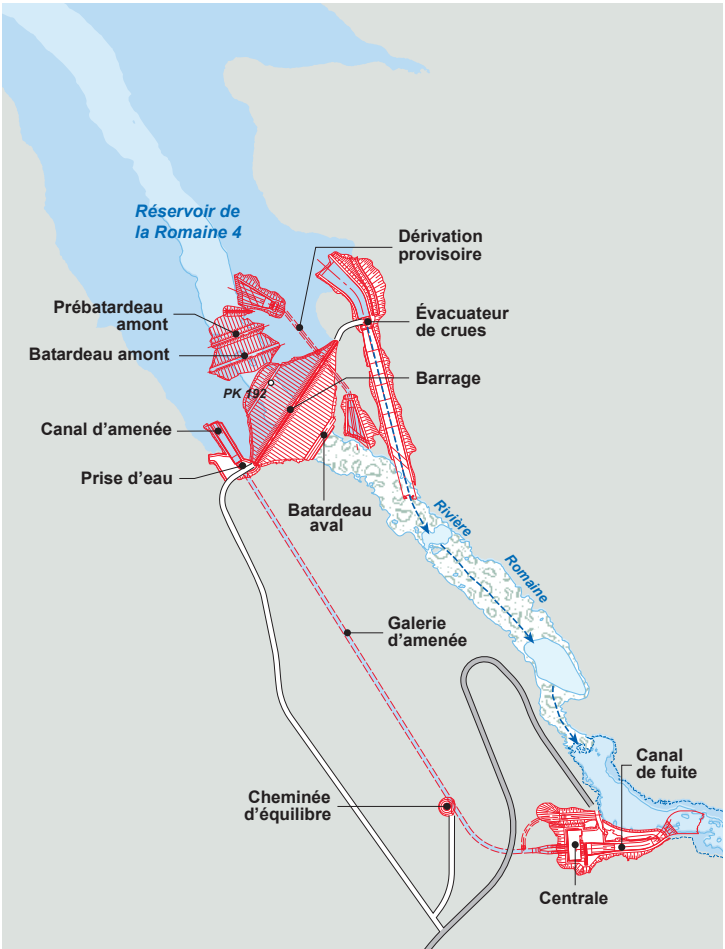 Réservoir de
la Romaine 4
Dérivation
provisoire
Prébatardeau
amont
Évacuateur
de crues
Batardeau amont
Barrage
PK 192
Canal d'amenée
Prise d'eau
Batardeau
aval
Rivière
Romaine
Galerie
d'amenée
Canal
de fuite
Cheminée
d'équilibre
Centrale